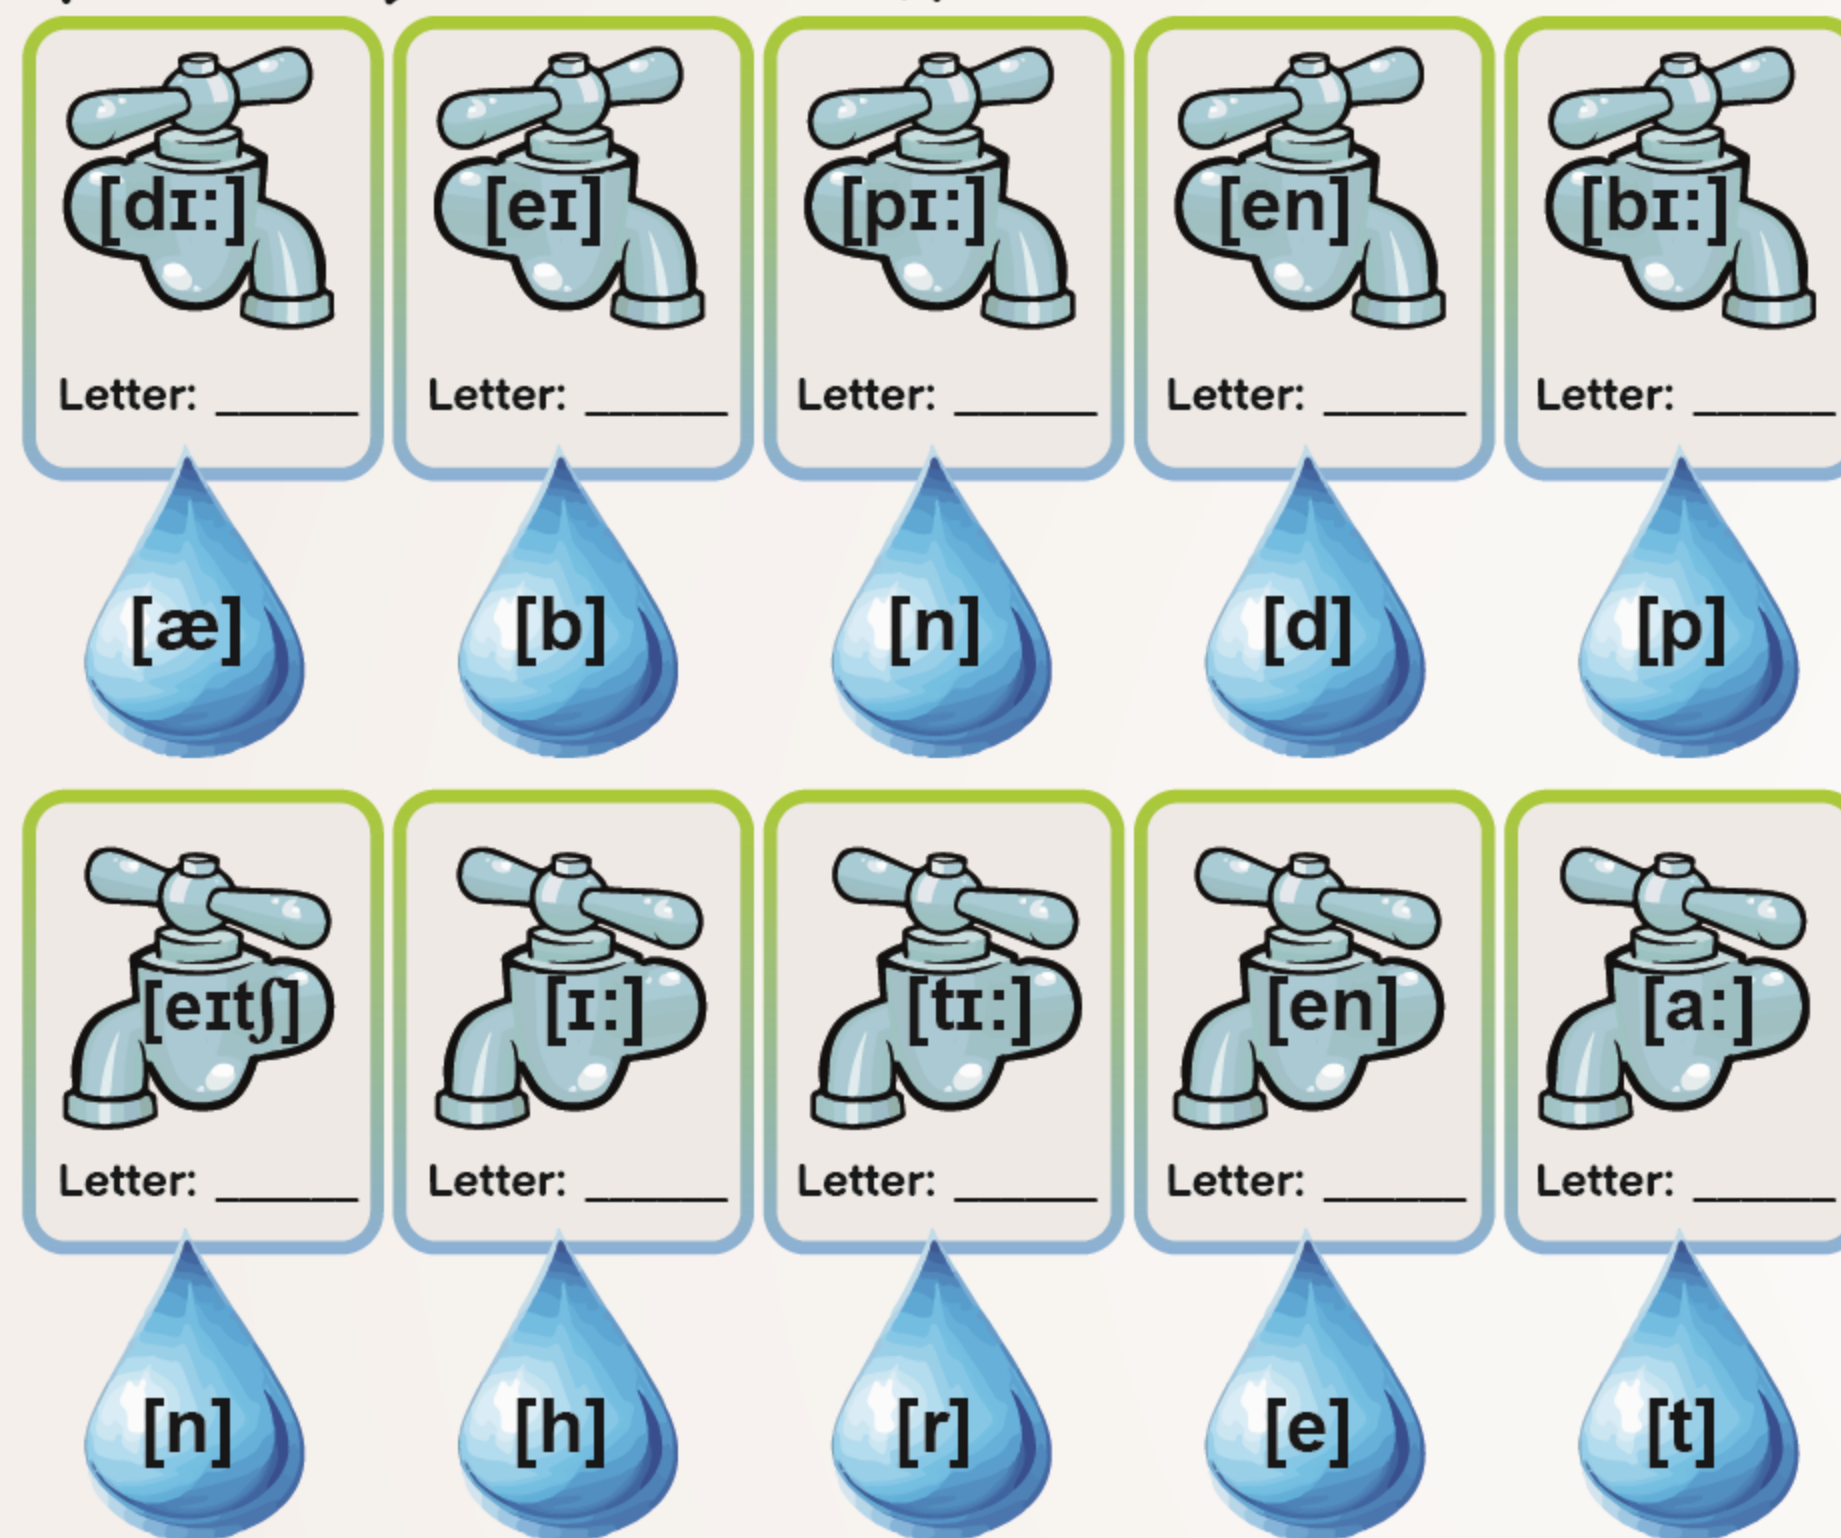 [dɪ:] [eɪ] [pɪ:] [en] [bɪ:]
Letter: ______ Letter: ______ Letter: ______ Letter: ______ Letter: ______
[æ] [b] [n] [d] [p]
[eɪtʃ] [ɪ:] [tɪ:] [en] [a:]
Letter: ______ Letter: ______ Letter: ______ Letter: ______ Letter: ______
[n] [h] [r] [e] [t]